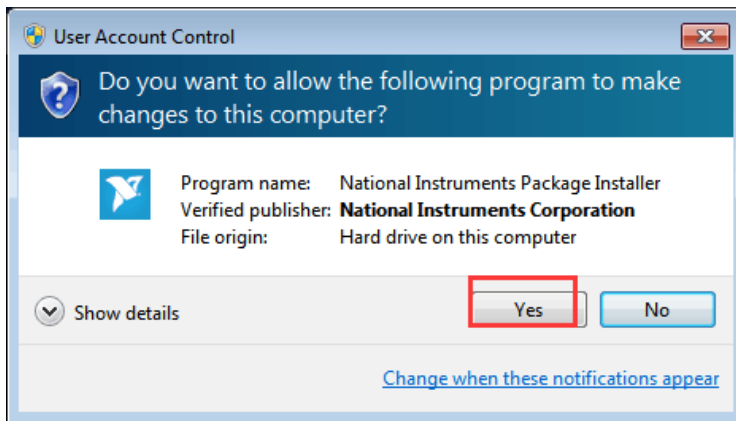 User Account Control
Do you want to allow the following program to make
changes to this computer?
Program name: National Instruments Package Installer
Verified publisher: National Instruments Corporation
File origin: Hard drive on this computer
Show details
Yes
No
Change when these notifications appear